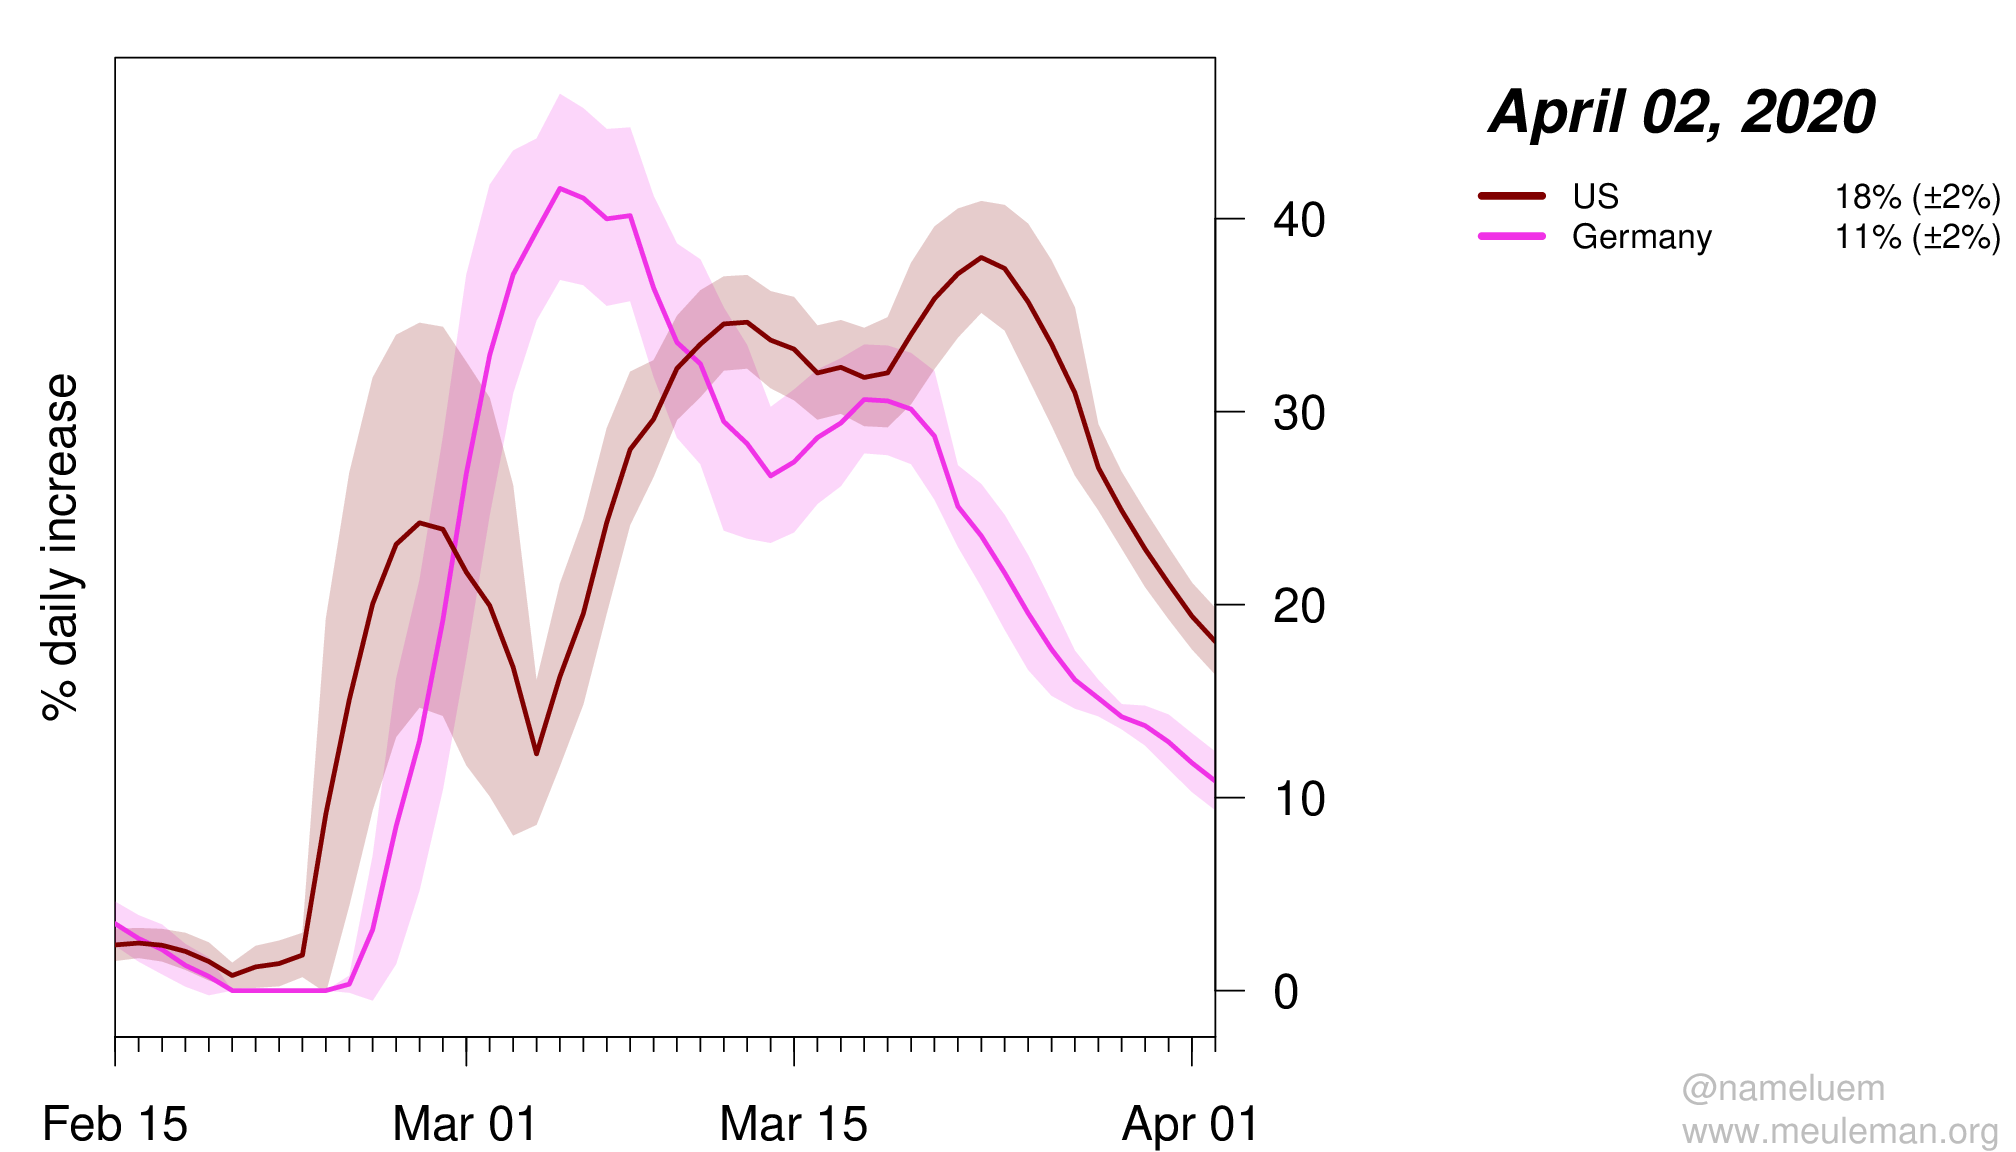 April 02, 2020
US 18% (±2%)
Germany 11% (±2%)
% daily increase
40
30
20
10
0
Feb 15 Mar 01 Mar 15 Apr 01
@nameluem
www.meuleman.org